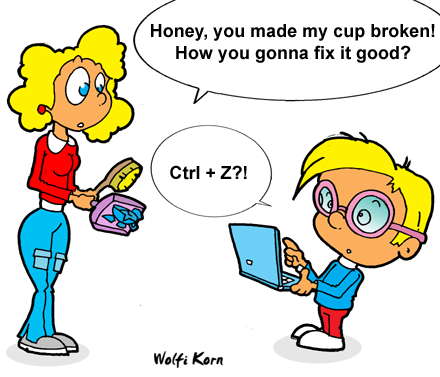 Honey, you made my cup broken!
How you gonna fix it good?
Ctrl + Z?!
Wolfi Korn